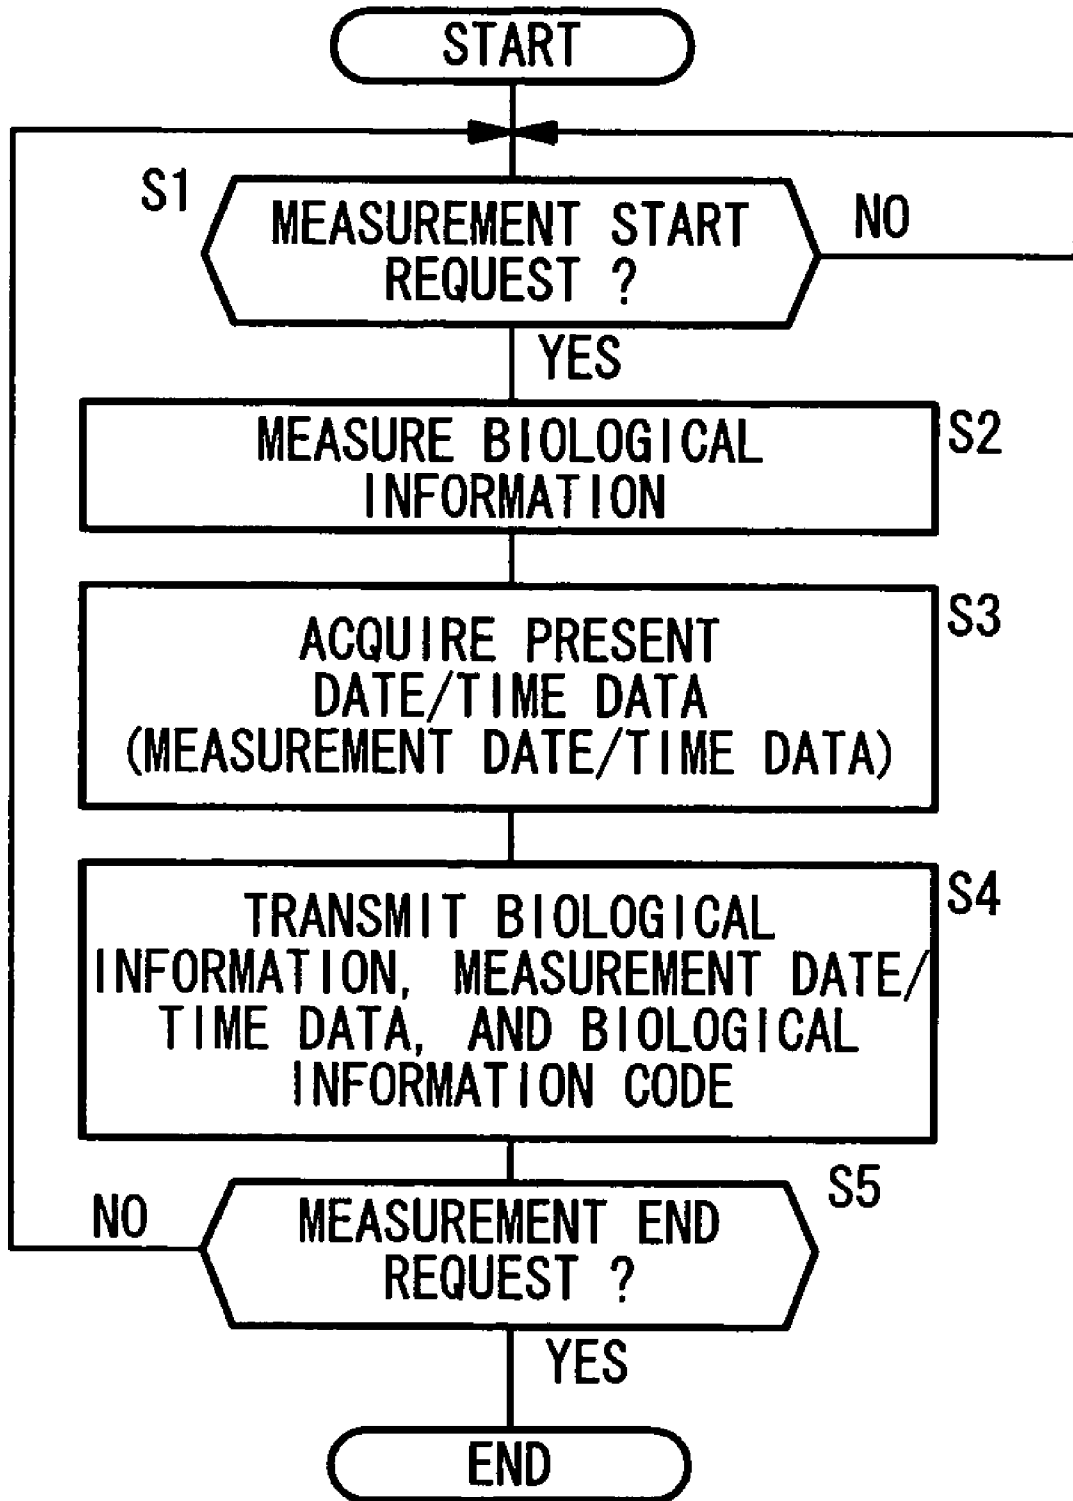 START
S1
MEASUREMENT START
REQUEST ?
NO
YES
MEASURE BIOLOGICAL
INFORMATION
S2
ACQUIRE PRESENT
DATE/TIME DATA
(MEASUREMENT DATE/TIME DATA)
S3
TRANSMIT BIOLOGICAL
INFORMATION, MEASUREMENT DATE/
TIME DATA, AND BIOLOGICAL
INFORMATION CODE
S4
S5
NO
MEASUREMENT END
REQUEST ?
YES
END